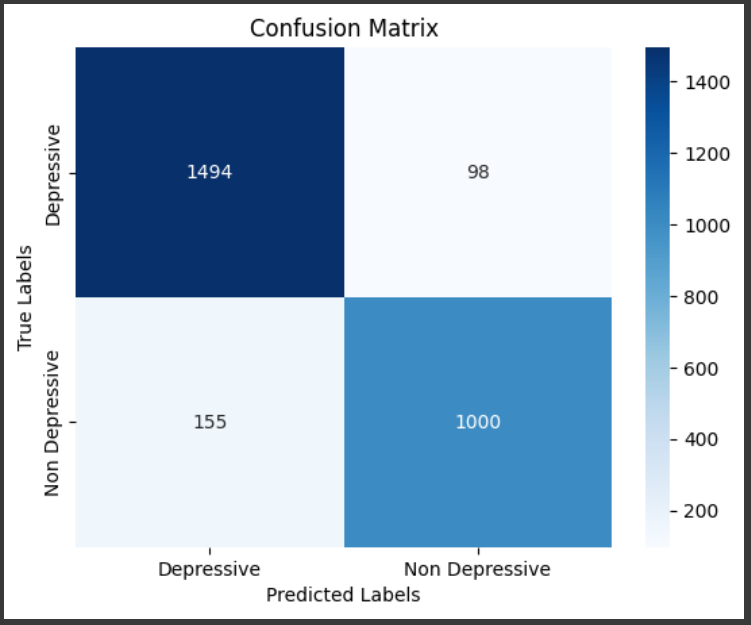 Confusion Matrix
True Labels
Depressive
Non Depressive
1494
98
155
1000
Depressive
Non Depressive
Predicted Labels
1400
1200
1000
800
600
400
200